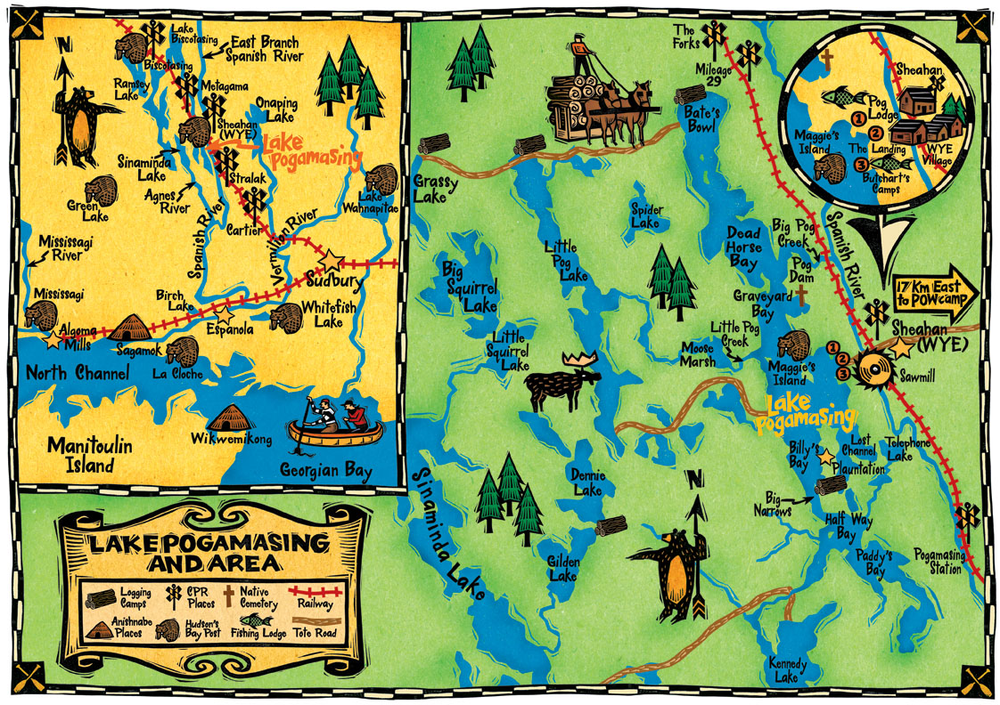 N
Lake
Biscotasing
East Branch
Spanish River
Biscotasing
Ramsey
Lake
Metagama
Onaping
Lake
Sheahan
(WYE)
Lake
Pogamasing
Sinaminda
Lake
Stralak
Agnes
River
Green
Lake
Lake
Wahnapitae
Cartier
Spanish River
Vermilion River
Mississagi
River
Sudbury
Mississagi
Birch
Lake
Whitefish
Lake
Espanola
Algoma
Mills
Sagamok
La Cloche
North Channel
Wikwemikong
Manitoulin
Island
Georgian Bay
LAKE POGAMASING
AND AREA
Logging
Camps
CPR
Places
Native
Cemetery
Railway
Anishnabe
Places
Hudson's
Bay Post
Fishing Lodge
Tote Road
The
Forks
Mileage
29
Bate's
Bowl
Grassy
Lake
Spider
Lake
Little
Pog
Lake
Big
Squirrel
Lake
Dead
Horse
Bay
Big Pog
Creek
Spanish River
Pog
Dam
Graveyard
Bay
Little Pog
Creek
Little
Squirrel
Lake
Moose
Marsh
Maggie's
Island
1
2
3
17 Km East
to POW camp
Sheahan
(WYE)
Sawmill
Lake
Pogamasing
Billy's
Bay
Lost
Channel
Plauntation
Telephone
Lake
Big
Narrows
Half Way
Bay
Paddy's
Bay
Pogamasing
Station
Dennie
Lake
Sinaminda Lake
Gilden
Lake
N
Kennedy
Lake
Sheahan
Pog
Lodge
1
2
Maggie's
Island
The Landing
WYE
Village
3
Butchart's
Camps